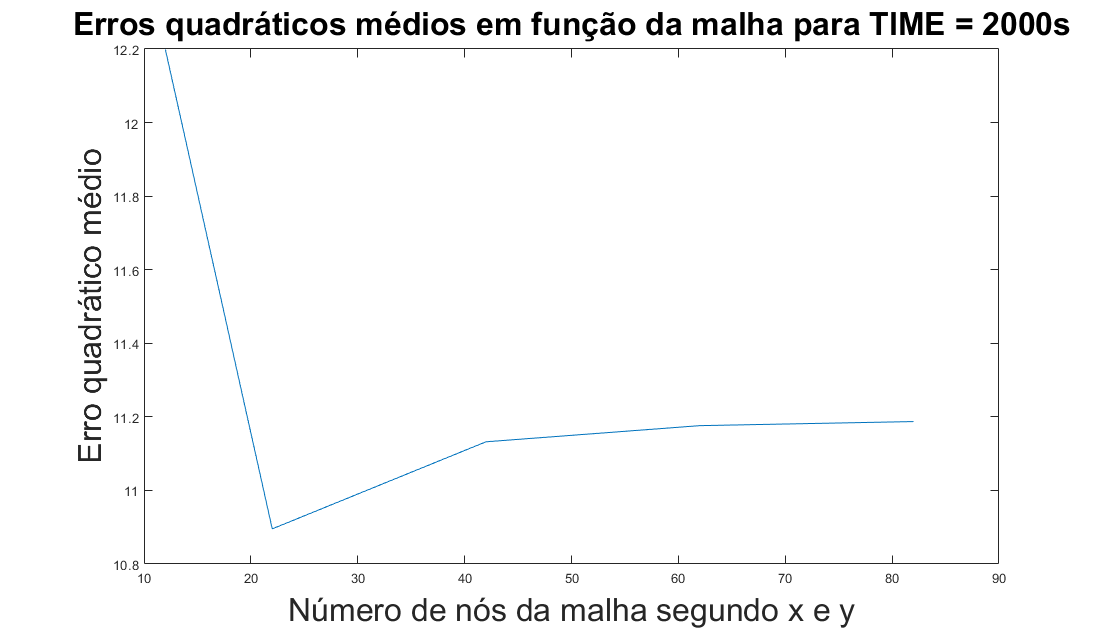 Erros quadráticos médios em função da malha para TIME = 2000s
12.2
12
11.8
11.6
11.4
11.2
11
10.8
Erro quadrático médio
10 20 30 40 50 60 70 80 90
Número de nós da malha segundo x e y